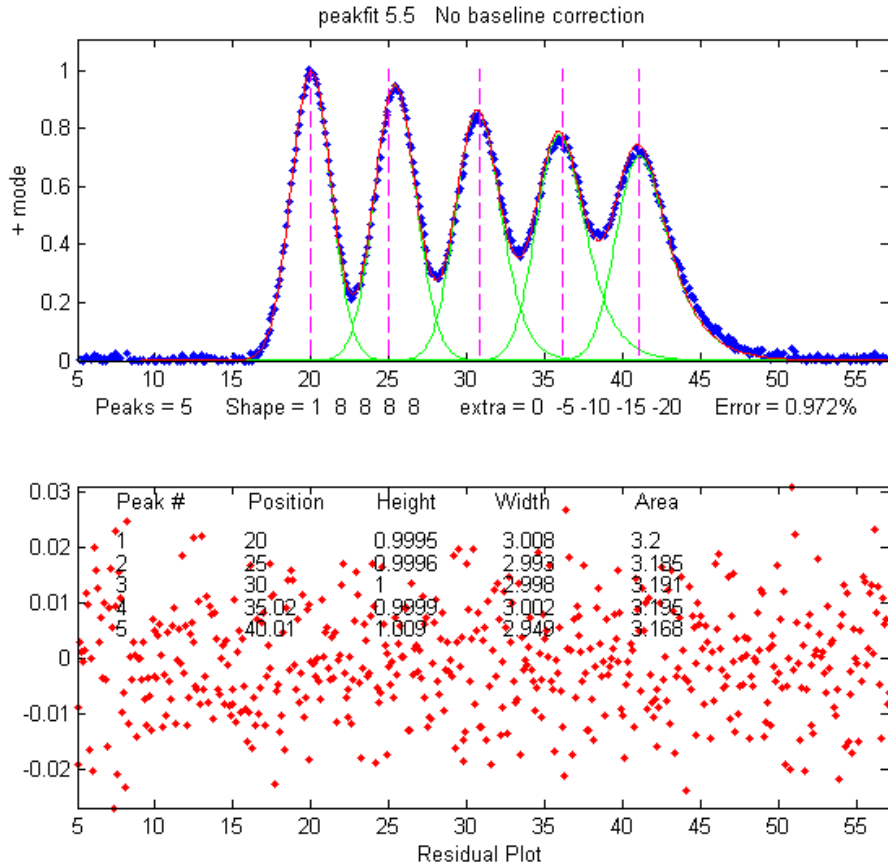 peakfit 5.5 No baseline correction
+ mode
1
0.8
0.6
0.4
0.2
0
5 10 15 20 25 30 35 40 45 50 55
Peaks = 5 Shape = 1 8 8 8 8 extra = 0 -5 -10 -15 -20 Error = 0.972%
0.03
0.02
0.01
0
-0.01
-0.02
Peak # Position Height Width Area
1 20 0.9995 3.008 3.2
2 25 0.9996 2.993 3.185
3 30 1 2.998 3.191
4 35.02 0.9999 3.002 3.195
5 40.01 1.009 2.949 3.168
5 10 15 20 25 30 35 40 45 50 55
Residual Plot